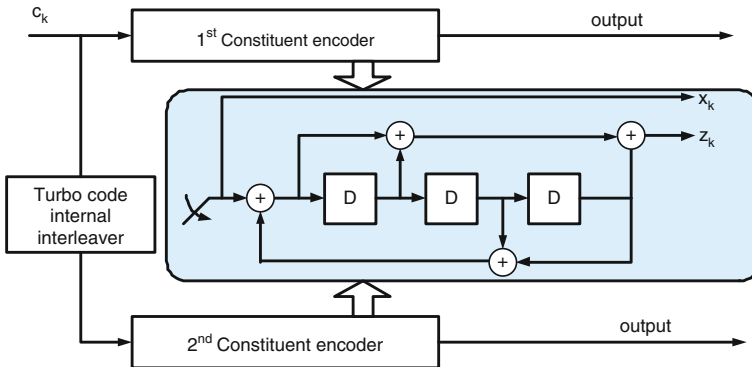 c_k
1st Constituent encoder
output
x_k
+
+
z_k
Turbo code
internal
interleaver
+
D
D
D
+
2nd Constituent encoder
output